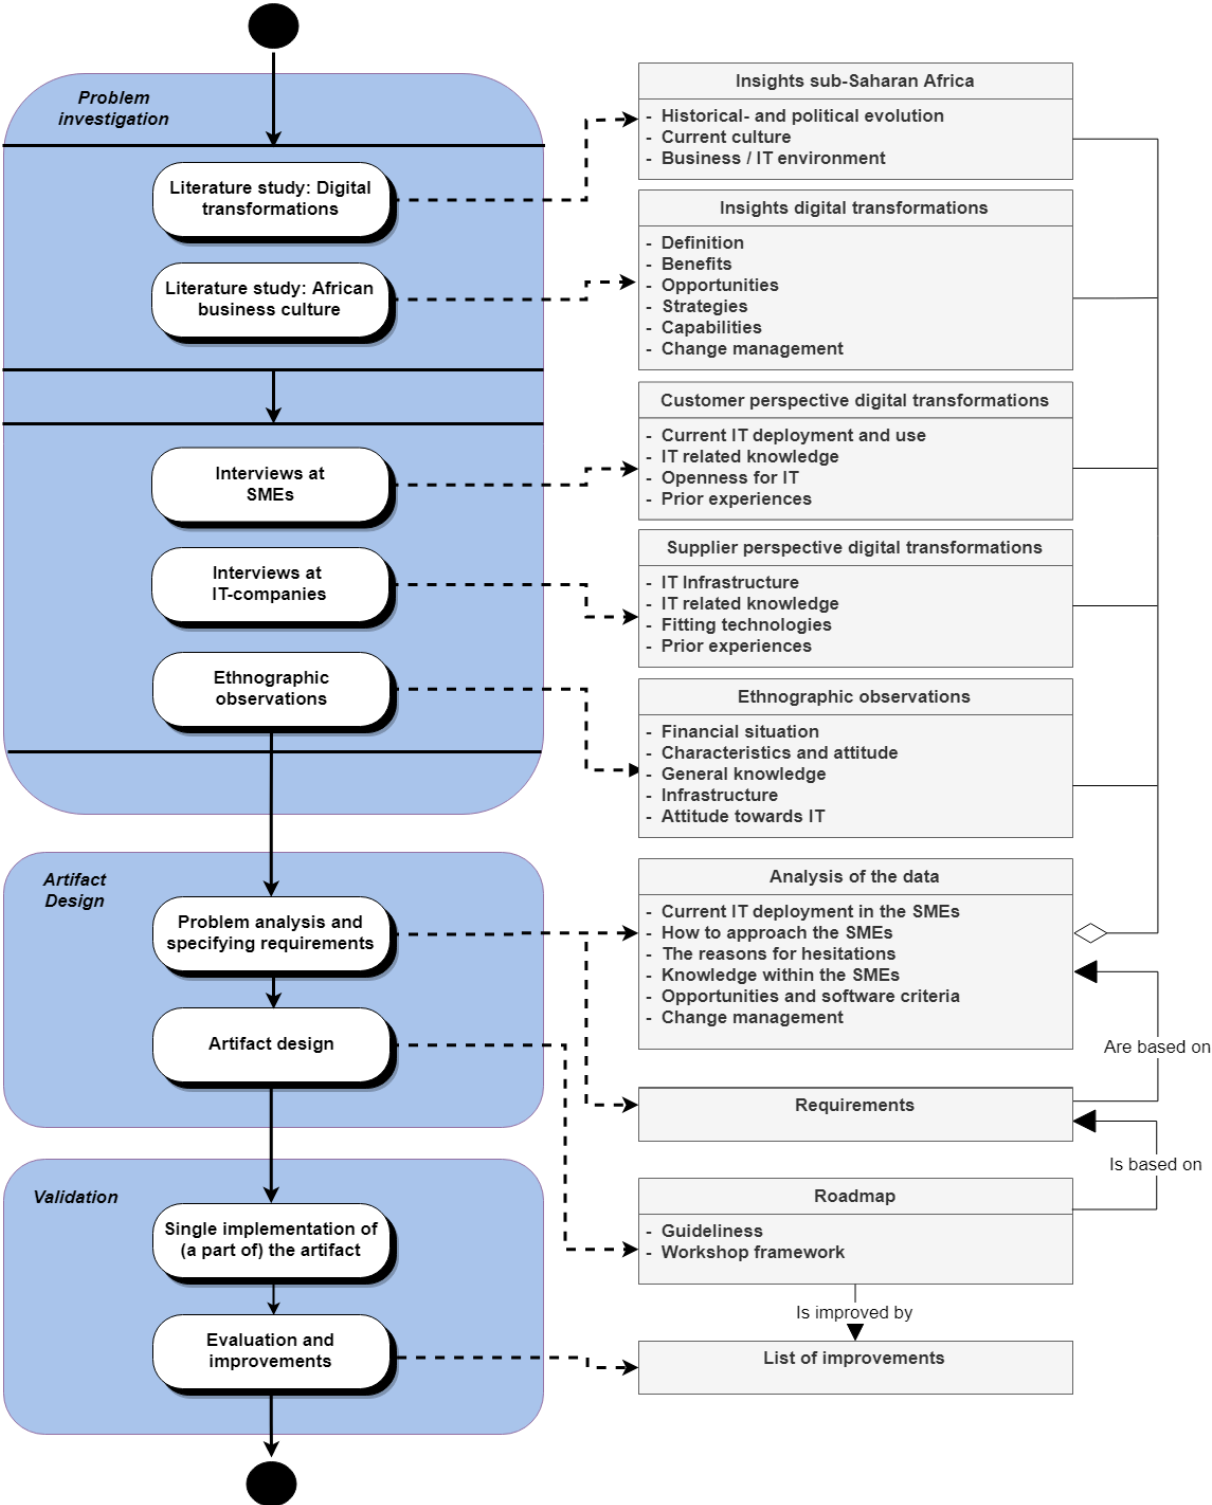 Problem
investigation
Literature study: Digital
transformations
Literature study: African
business culture
Interviews at
SMEs
Interviews at
IT-companies
Ethnographic
observations
Artifact
Design
Problem analysis and
specifying requirements
Artifact design
Validation
Single implementation of
(a part of) the artifact
Evaluation and
improvements
Insights sub-Saharan Africa
- Historical- and political evolution
- Current culture
- Business / IT environment
Insights digital transformations
- Definition
- Benefits
- Opportunities
- Strategies
- Capabilities
- Change management
Customer perspective digital transformations
- Current IT deployment and use
- IT related knowledge
- Openness for IT
- Prior experiences
Supplier perspective digital transformations
- IT Infrastructure
- IT related knowledge
- Fitting technologies
- Prior experiences
Ethnographic observations
- Financial situation
- Characteristics and attitude
- General knowledge
- Infrastructure
- Attitude towards IT
Analysis of the data
- Current IT deployment in the SMEs
- How to approach the SMEs
- The reasons for hesitations
- Knowledge within the SMEs
- Opportunities and software criteria
- Change management
Are based on
Requirements
Is based on
Roadmap
- Guideliness
- Workshop framework
Is improved by
List of improvements